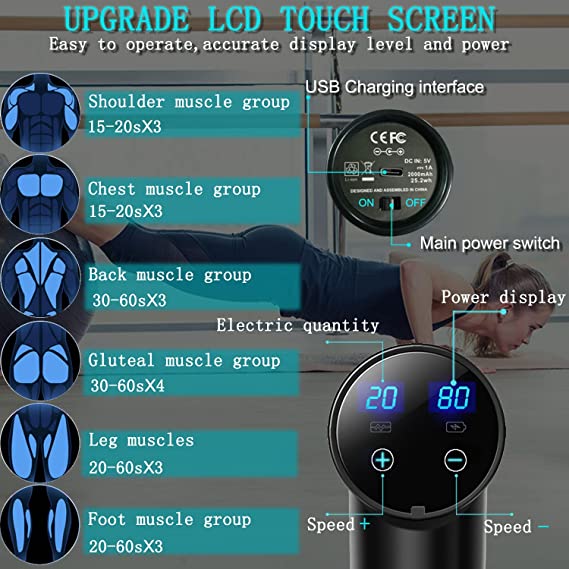 UPGRADE LCD TOUCH SCREEN
Easy to operate,accurate display level and power
USB Charging interface
Shoulder muscle group
15-20sX3
CE FC
DC IN: 5V
1A
2000mAh
25.2wh
Li-ion
DESIGNED AND ASSEMBLED IN CHINA
ON
OFF
Main power switch
Chest muscle group
15-20sX3
Back muscle group
30-60sX3
Power display
Electric quantity
Gluteal muscle group
30-60sX4
20
80
Leg muscles
20-60sX3
Foot muscle group
20-60sX3
Speed +
Speed -